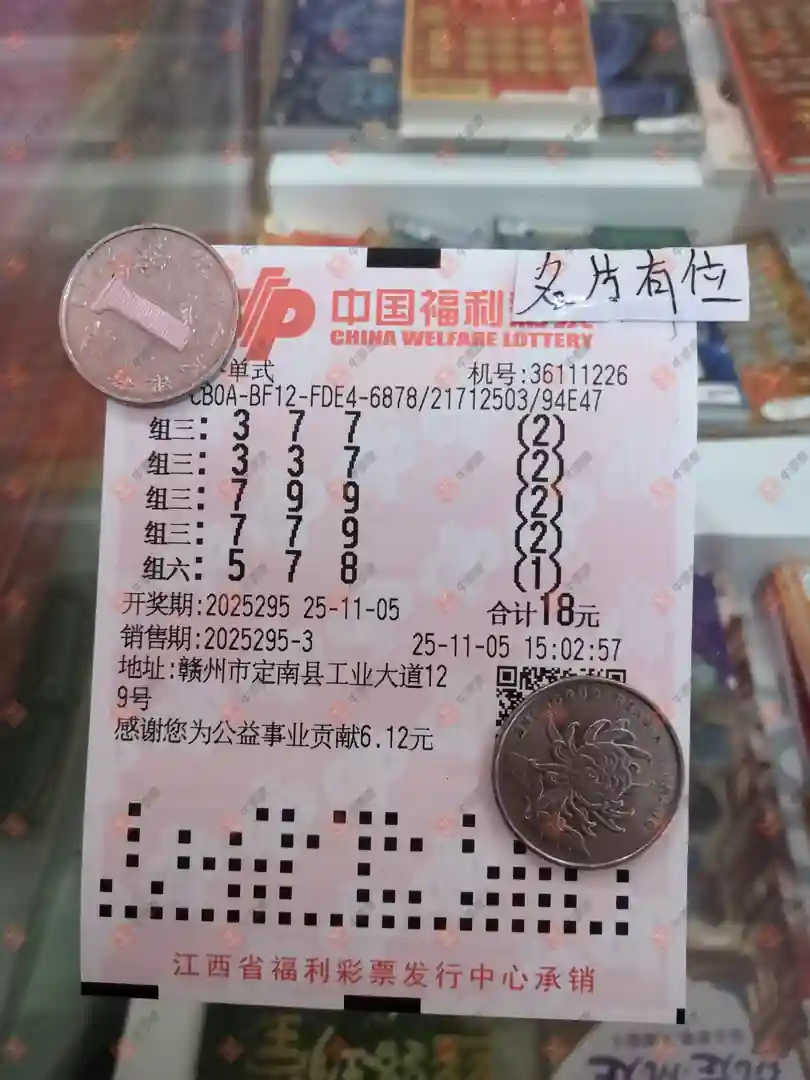 名片有位
中国福利
CHINA WELFARE LOTTERY
单式 机号:36111226
CB0A-BF12-FDE4-6878/21712503/94E47
组三: 3 7 7 (2)
组三: 3 3 7 (2)
组三: 7 9 9 (2)
组三: 7 7 9 (2)
组六: 5 7 8 (1)
开奖期:2025295 25-11-05 合计18元
销售期:2025295-3 25-11-05 15:02:57
地址:赣州市定南县工业大道12
9号
感谢您为公益事业贡献6.12元
江西省福利彩票发行中心承销